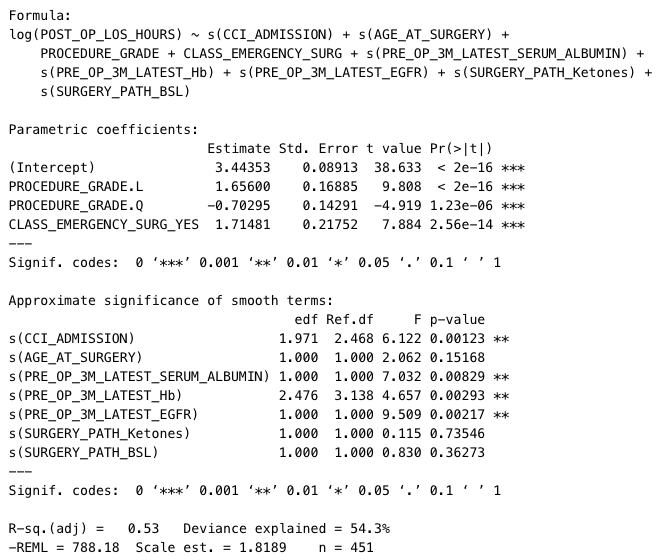 Formula:
log(POST_OP_LOS_HOURS) ~ s(CCI_ADMISSION) + s(AGE_AT_SURGERY) +
    PROCEDURE_GRADE + CLASS_EMERGENCY_SURG + s(PRE_OP_3M_LATEST_SERUM_ALBUMIN) +
    s(PRE_OP_3M_LATEST_Hb) + s(PRE_OP_3M_LATEST_EGFR) + s(SURGERY_PATH_Ketones) +
    s(SURGERY_PATH_BSL)

Parametric coefficients:
                         Estimate Std. Error t value Pr(>|t|)
(Intercept)               3.44353    0.08913  38.633  < 2e-16 ***
PROCEDURE_GRADE.L         1.65600    0.16885   9.808  < 2e-16 ***
PROCEDURE_GRADE.Q        -0.70295    0.14291  -4.919 1.23e-06 ***
CLASS_EMERGENCY_SURG_YES  1.71481    0.21752   7.884 2.56e-14 ***
---
Signif. codes:  0 ‘***’ 0.001 ‘**’ 0.01 ‘*’ 0.05 ‘.’ 0.1 ‘ ’ 1

Approximate significance of smooth terms:
                                    edf Ref.df     F p-value
s(CCI_ADMISSION)                  1.971  2.468 6.122 0.00123 **
s(AGE_AT_SURGERY)                 1.000  1.000 2.062 0.15168
s(PRE_OP_3M_LATEST_SERUM_ALBUMIN) 1.000  1.000 7.032 0.00829 **
s(PRE_OP_3M_LATEST_Hb)            2.476  3.138 4.657 0.00293 **
s(PRE_OP_3M_LATEST_EGFR)          1.000  1.000 9.509 0.00217 **
s(SURGERY_PATH_Ketones)           1.000  1.000 0.115 0.73546
s(SURGERY_PATH_BSL)               1.000  1.000 0.830 0.36273
---
Signif. codes:  0 ‘***’ 0.001 ‘**’ 0.01 ‘*’ 0.05 ‘.’ 0.1 ‘ ’ 1

R-sq.(adj) =   0.53   Deviance explained = 54.3%
-REML = 788.18  Scale est. = 1.8189    n = 451